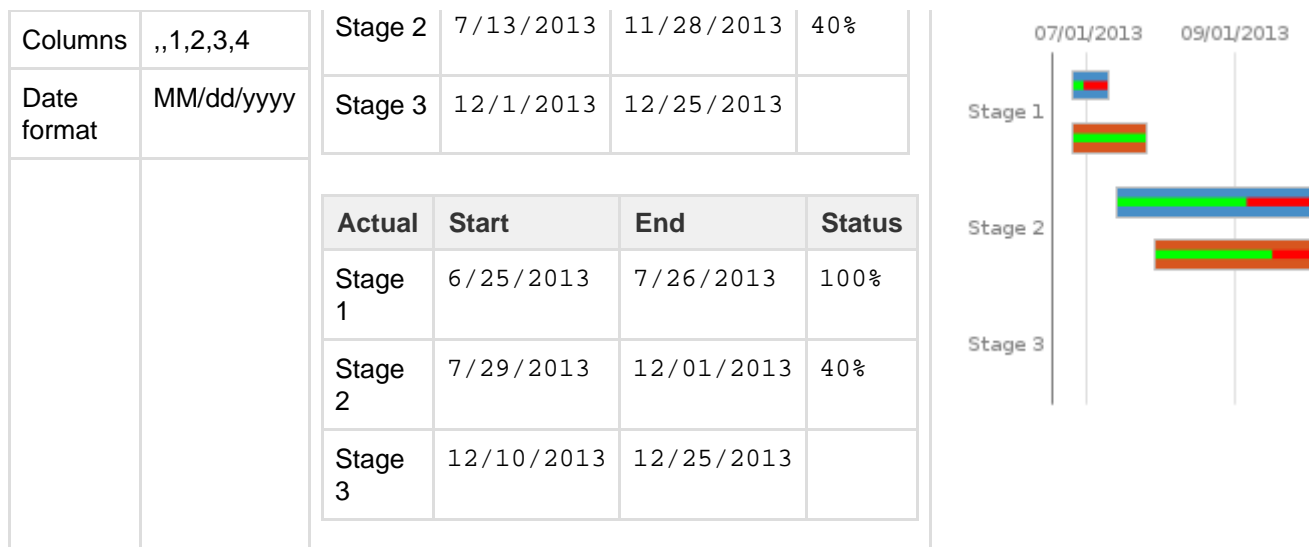 Columns ,,1,2,3,4
Date format MM/dd/yyyy
Stage 2 7/13/2013 11/28/2013 40%
Stage 3 12/1/2013 12/25/2013
Actual Start End Status
Stage 1 6/25/2013 7/26/2013 100%
Stage 2 7/29/2013 12/01/2013 40%
Stage 3 12/10/2013 12/25/2013
07/01/2013 09/01/2013
Stage 1
Stage 2
Stage 3